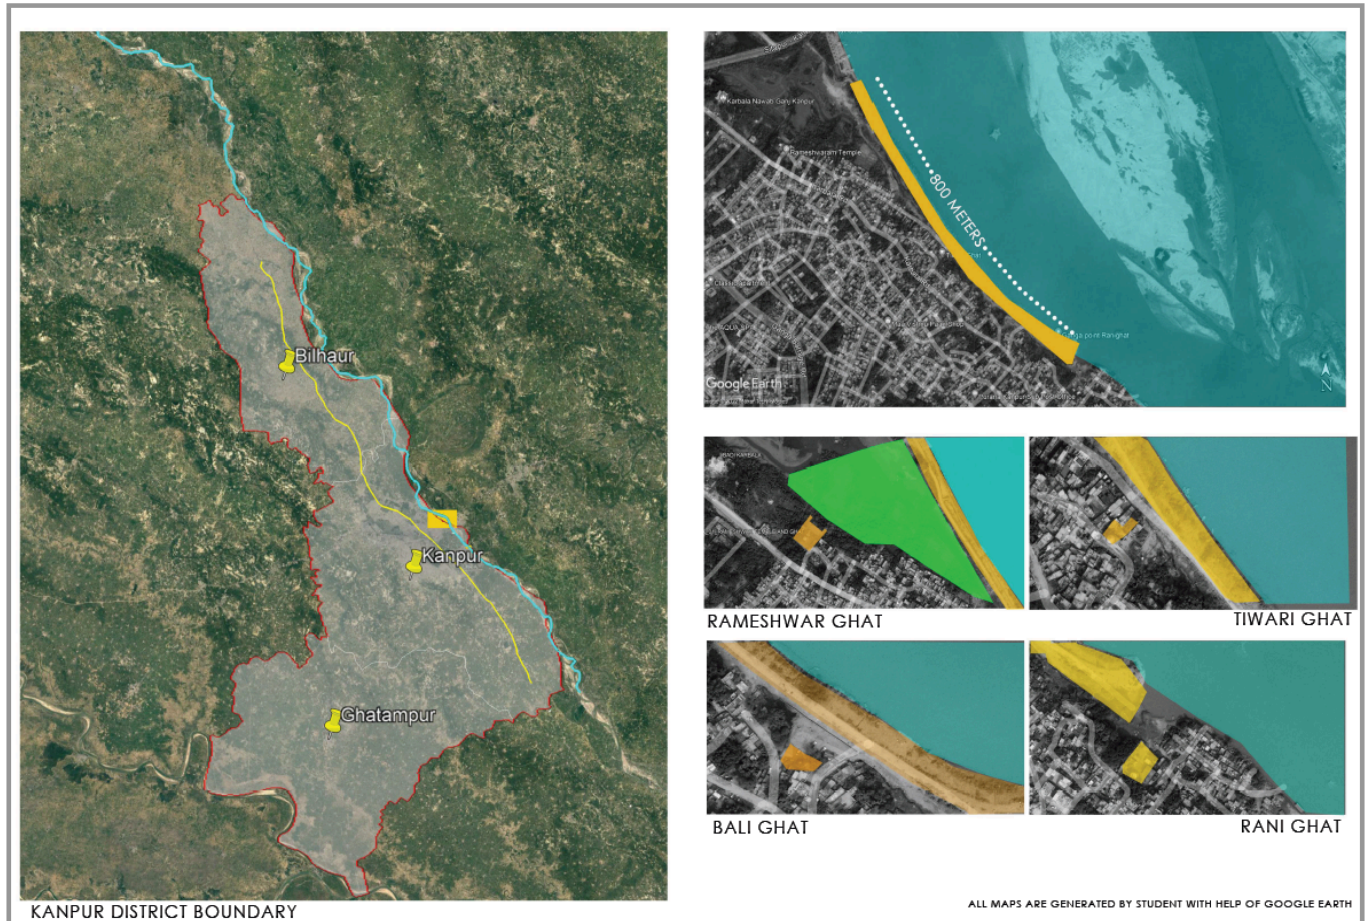 Bilhaur
Kanpur
Ghatampur
KANPUR DISTRICT BOUNDARY
Karbala Nawab Ganj Kanpur
Rameshwaram Temple
800 METERS
Google Earth
N
RAMESHWAR GHAT
TIWARI GHAT
BALI GHAT
RANI GHAT
ALL MAPS ARE GENERATED BY STUDENT WITH HELP OF GOOGLE EARTH